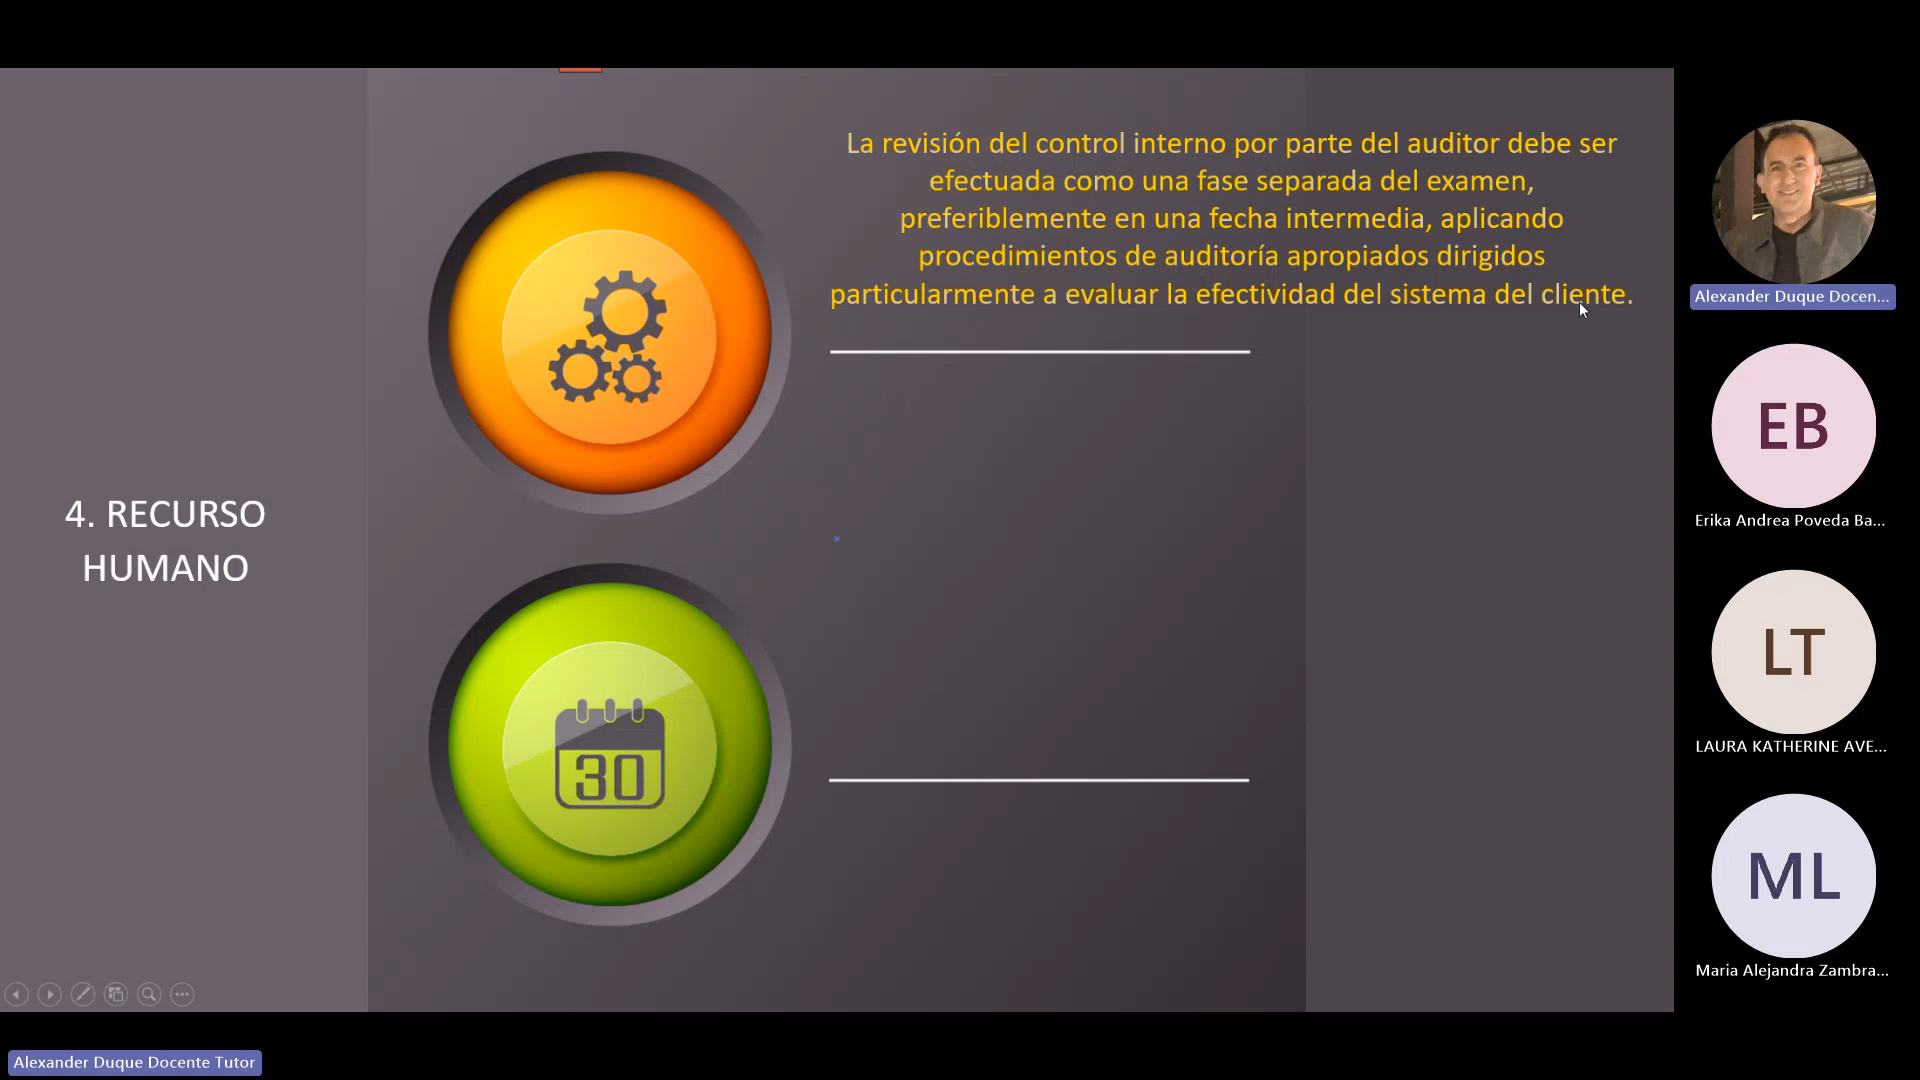 La revisión del control interno por parte del auditor debe ser
efectuada como una fase separada del examen,
preferiblemente en una fecha intermedia, aplicando
procedimientos de auditoría apropiados dirigidos
particularmente a evaluar la efectividad del sistema del cliente.
4. RECURSO
HUMANO
30
Alexander Duque Docen...
EB
Erika Andrea Poveda Ba...
LT
LAURA KATHERINE AVE...
ML
Maria Alejandra Zambra...
Alexander Duque Docente Tutor